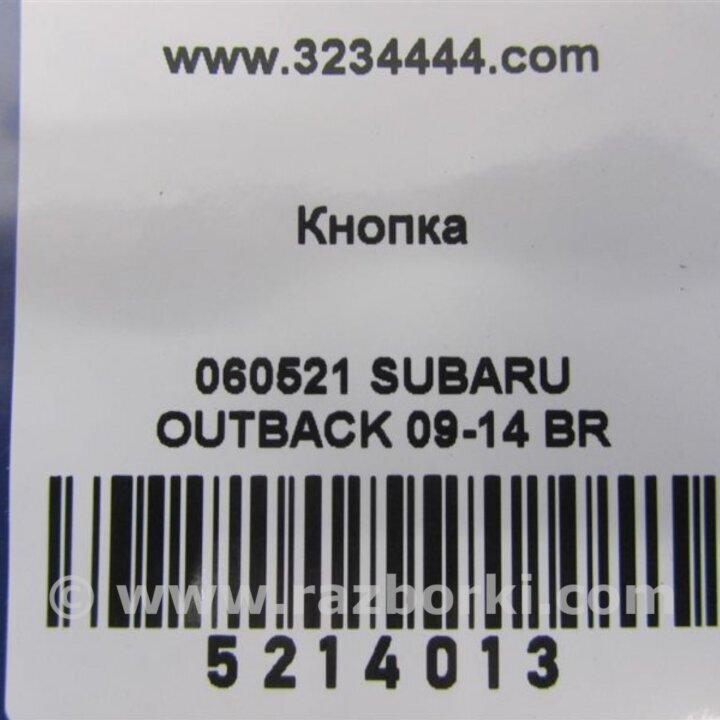 www.3234444.com
Кнопка
060521 SUBARU
OUTBACK 09-14 BR
© www.razborki.com
5214013